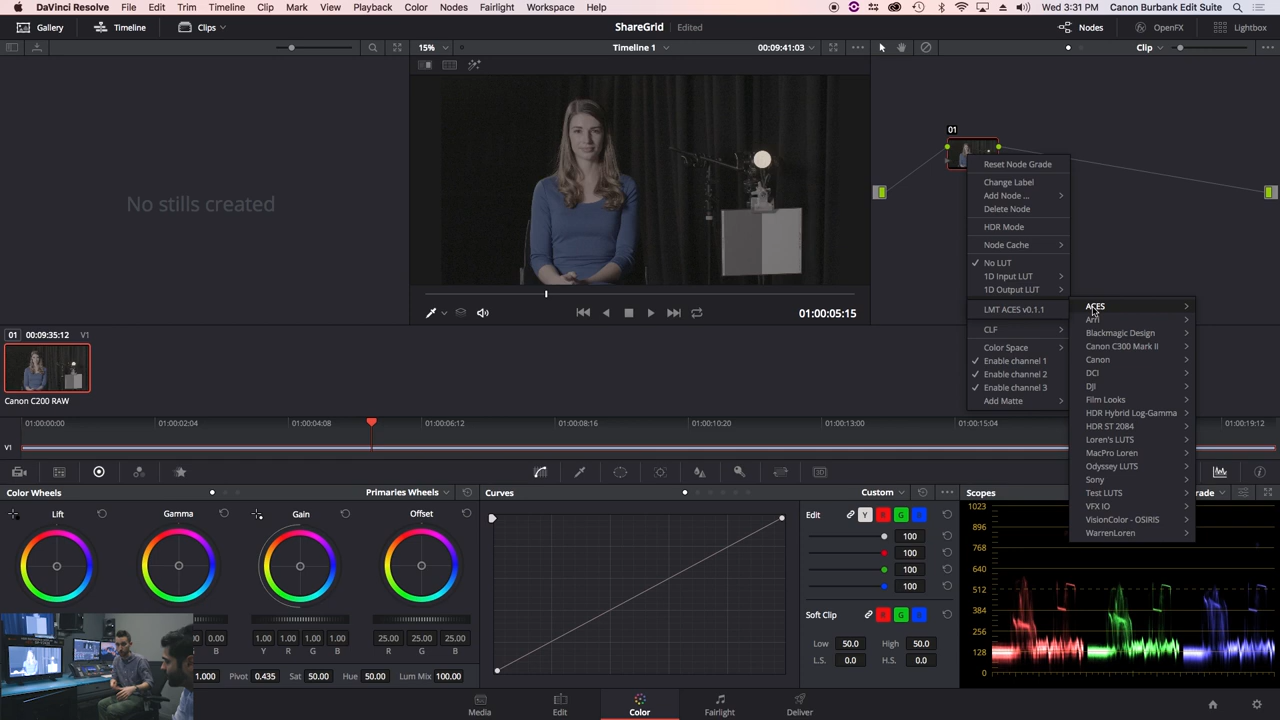 DaVinci Resolve File Edit Trim Timeline Clip Mark View Playback Color Nodes Fairlight Workspace Help Wed 3:31 PM Canon Burbank Edit Suite
Gallery Timeline Clips ShareGrid Edited Nodes OpenFX Lightbox
15% Timeline 1 00:09:41:03 Clip
No stills created
01
Reset Node Grade
Change Label
Add Node ...
Delete Node
HDR Mode
Node Cache
No LUT
1D Input LUT
1D Output LUT
LMT ACES v0.1.1
CLF
Color Space
Enable channel 1
Enable channel 2
Enable channel 3
Add Matte
ACES
Arri
Blackmagic Design
Canon C300 Mark II
Canon
DCI
DJI
Film Looks
HDR Hybrid Log-Gamma
HDR ST 2084
Loren's LUTS
MacPro Loren
Odyssey LUTS
Sony
Test LUTS
VFX IO
VisionColor - OSIRIS
WarrenLoren
01:00:05:15
01 00:09:35:12 V1
Canon C200 RAW
01:00:00:00 01:00:02:04 01:00:04:08 01:00:06:12 01:00:08:16 01:00:10:20 01:00:13:00 01:00:15:04 01:00:19:12
V1
Color Wheels Primaries Wheels
Lift Gamma Gain Offset
0.00 0.00 1.00 1.00 1.00 1.00 25.00 25.00 25.00
R B Y R G B R G B
1.000 Pivot 0.435 Sat 50.00 Hue 50.00 Lum Mix 100.00
Curves Custom
Edit Y R G B
100
100
100
100
Soft Clip R G B
Low 50.0 High 50.0
L.S. 0.0 H.S. 0.0
Scopes
1023
896
768
640
512
384
256
128
0
Media Edit Color Fairlight Deliver